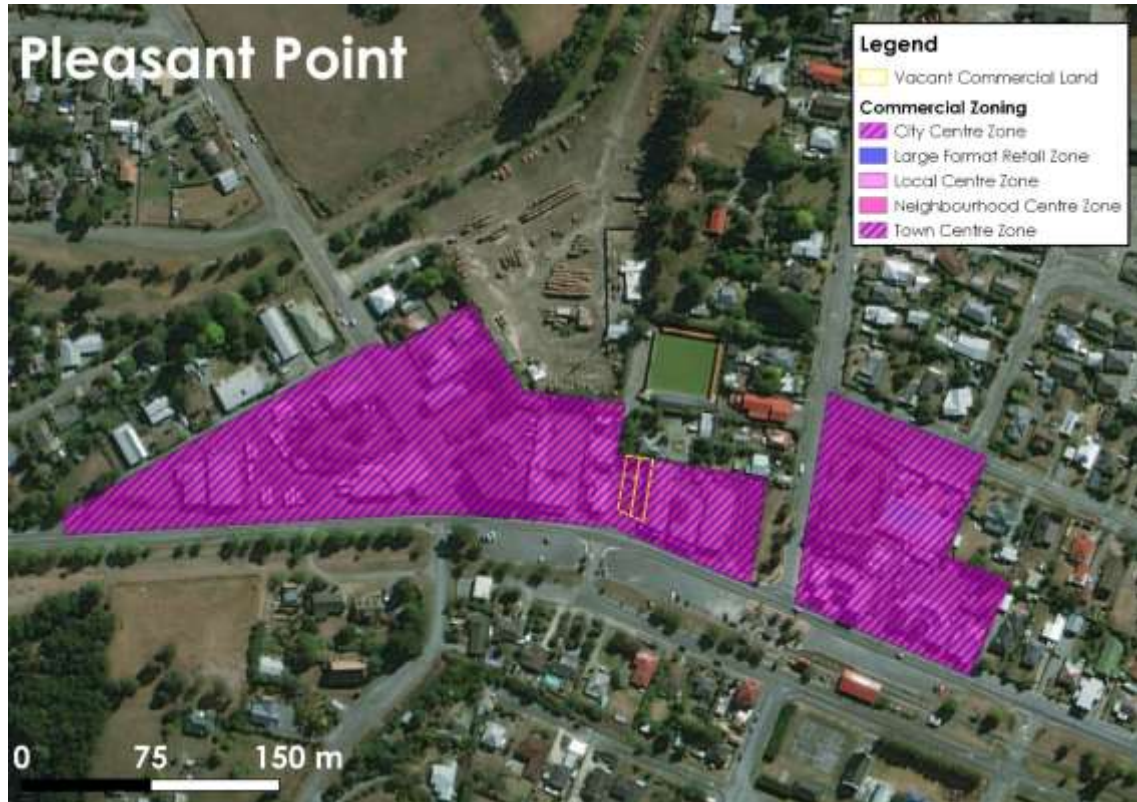 Pleasant Point
Legend
Vacant Commercial Land
Commercial Zoning
City Centre Zone
Large Format Retail Zone
Local Centre Zone
Neighbourhood Centre Zone
Town Centre Zone
0 75 150 m